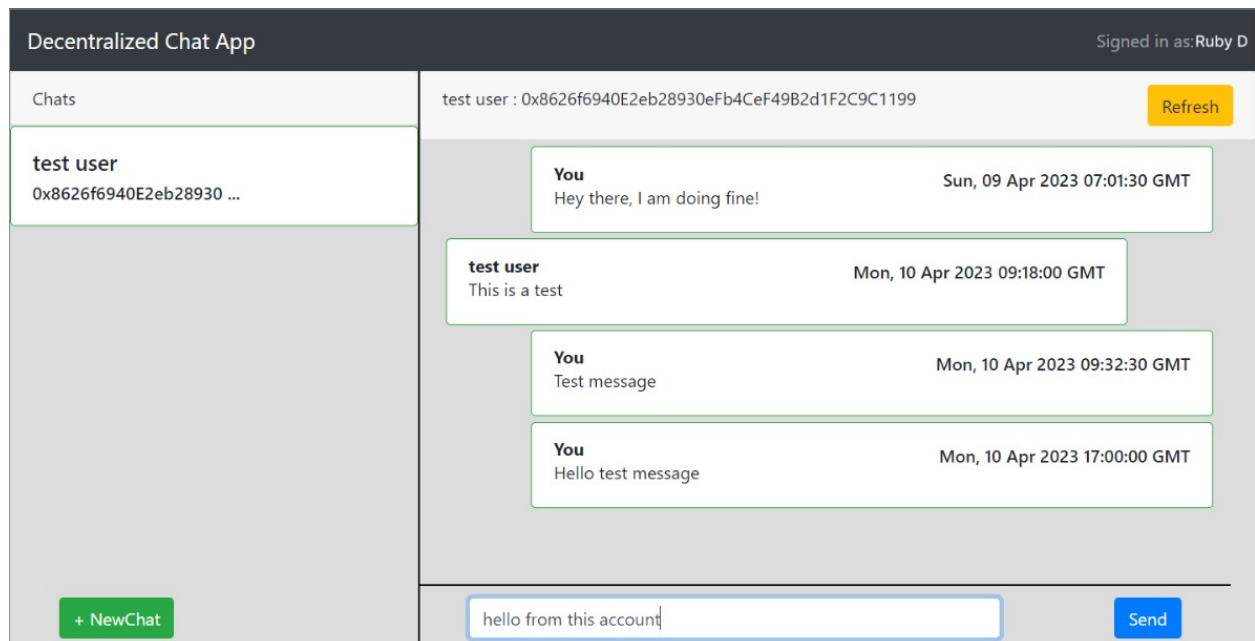 Decentralized Chat App
Signed in as:Ruby D
Chats
test user
0x8626f6940E2eb28930 ...
+ NewChat
test user : 0x8626f6940E2eb28930eFb4CeF49B2d1F2C9C1199
Refresh
You
Sun, 09 Apr 2023 07:01:30 GMT
Hey there, I am doing fine!
test user
Mon, 10 Apr 2023 09:18:00 GMT
This is a test
You
Mon, 10 Apr 2023 09:32:30 GMT
Test message
You
Mon, 10 Apr 2023 17:00:00 GMT
Hello test message
hello from this account
Send